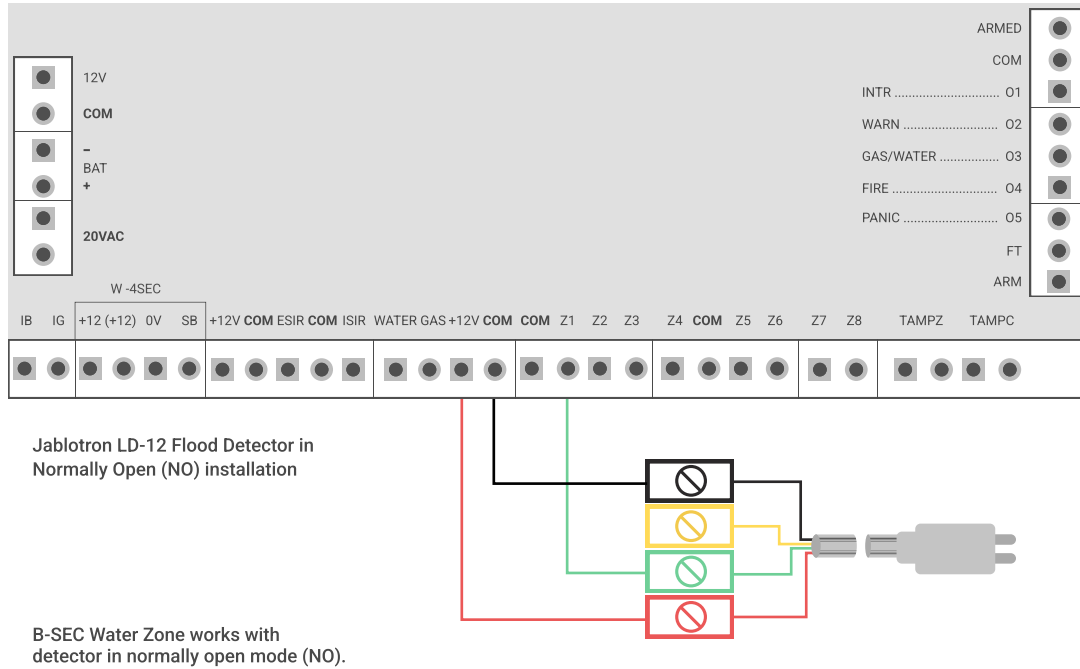 ARMED
COM
INTR ............................ O1
WARN ......................... O2
GAS/WATER ................ O3
FIRE ............................. O4
PANIC ......................... O5
FT
ARM
12V
COM
–
BAT
+
20VAC
W -4SEC
IB IG +12 (+12) 0V SB +12V COM ESIR COM ISIR WATER GAS +12V COM COM Z1 Z2 Z3 Z4 COM Z5 Z6 Z7 Z8 TAMPZ TAMPC
Jablotron LD-12 Flood Detector in
Normally Open (NO) installation
B-SEC Water Zone works with
detector in normally open mode (NO).